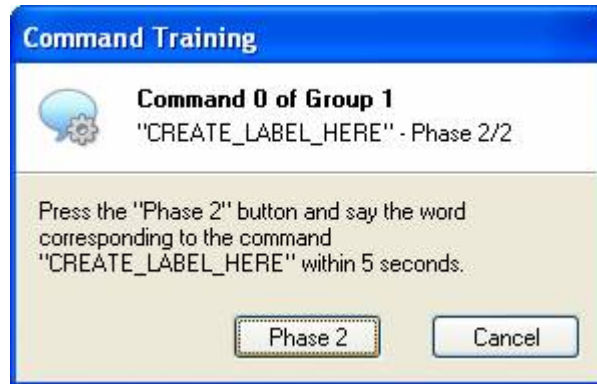 Command Training
Command 0 of Group 1
"CREATE_LABEL_HERE" - Phase 2/2
Press the "Phase 2" button and say the word
corresponding to the command
"CREATE_LABEL_HERE" within 5 seconds.
Phase 2 Cancel